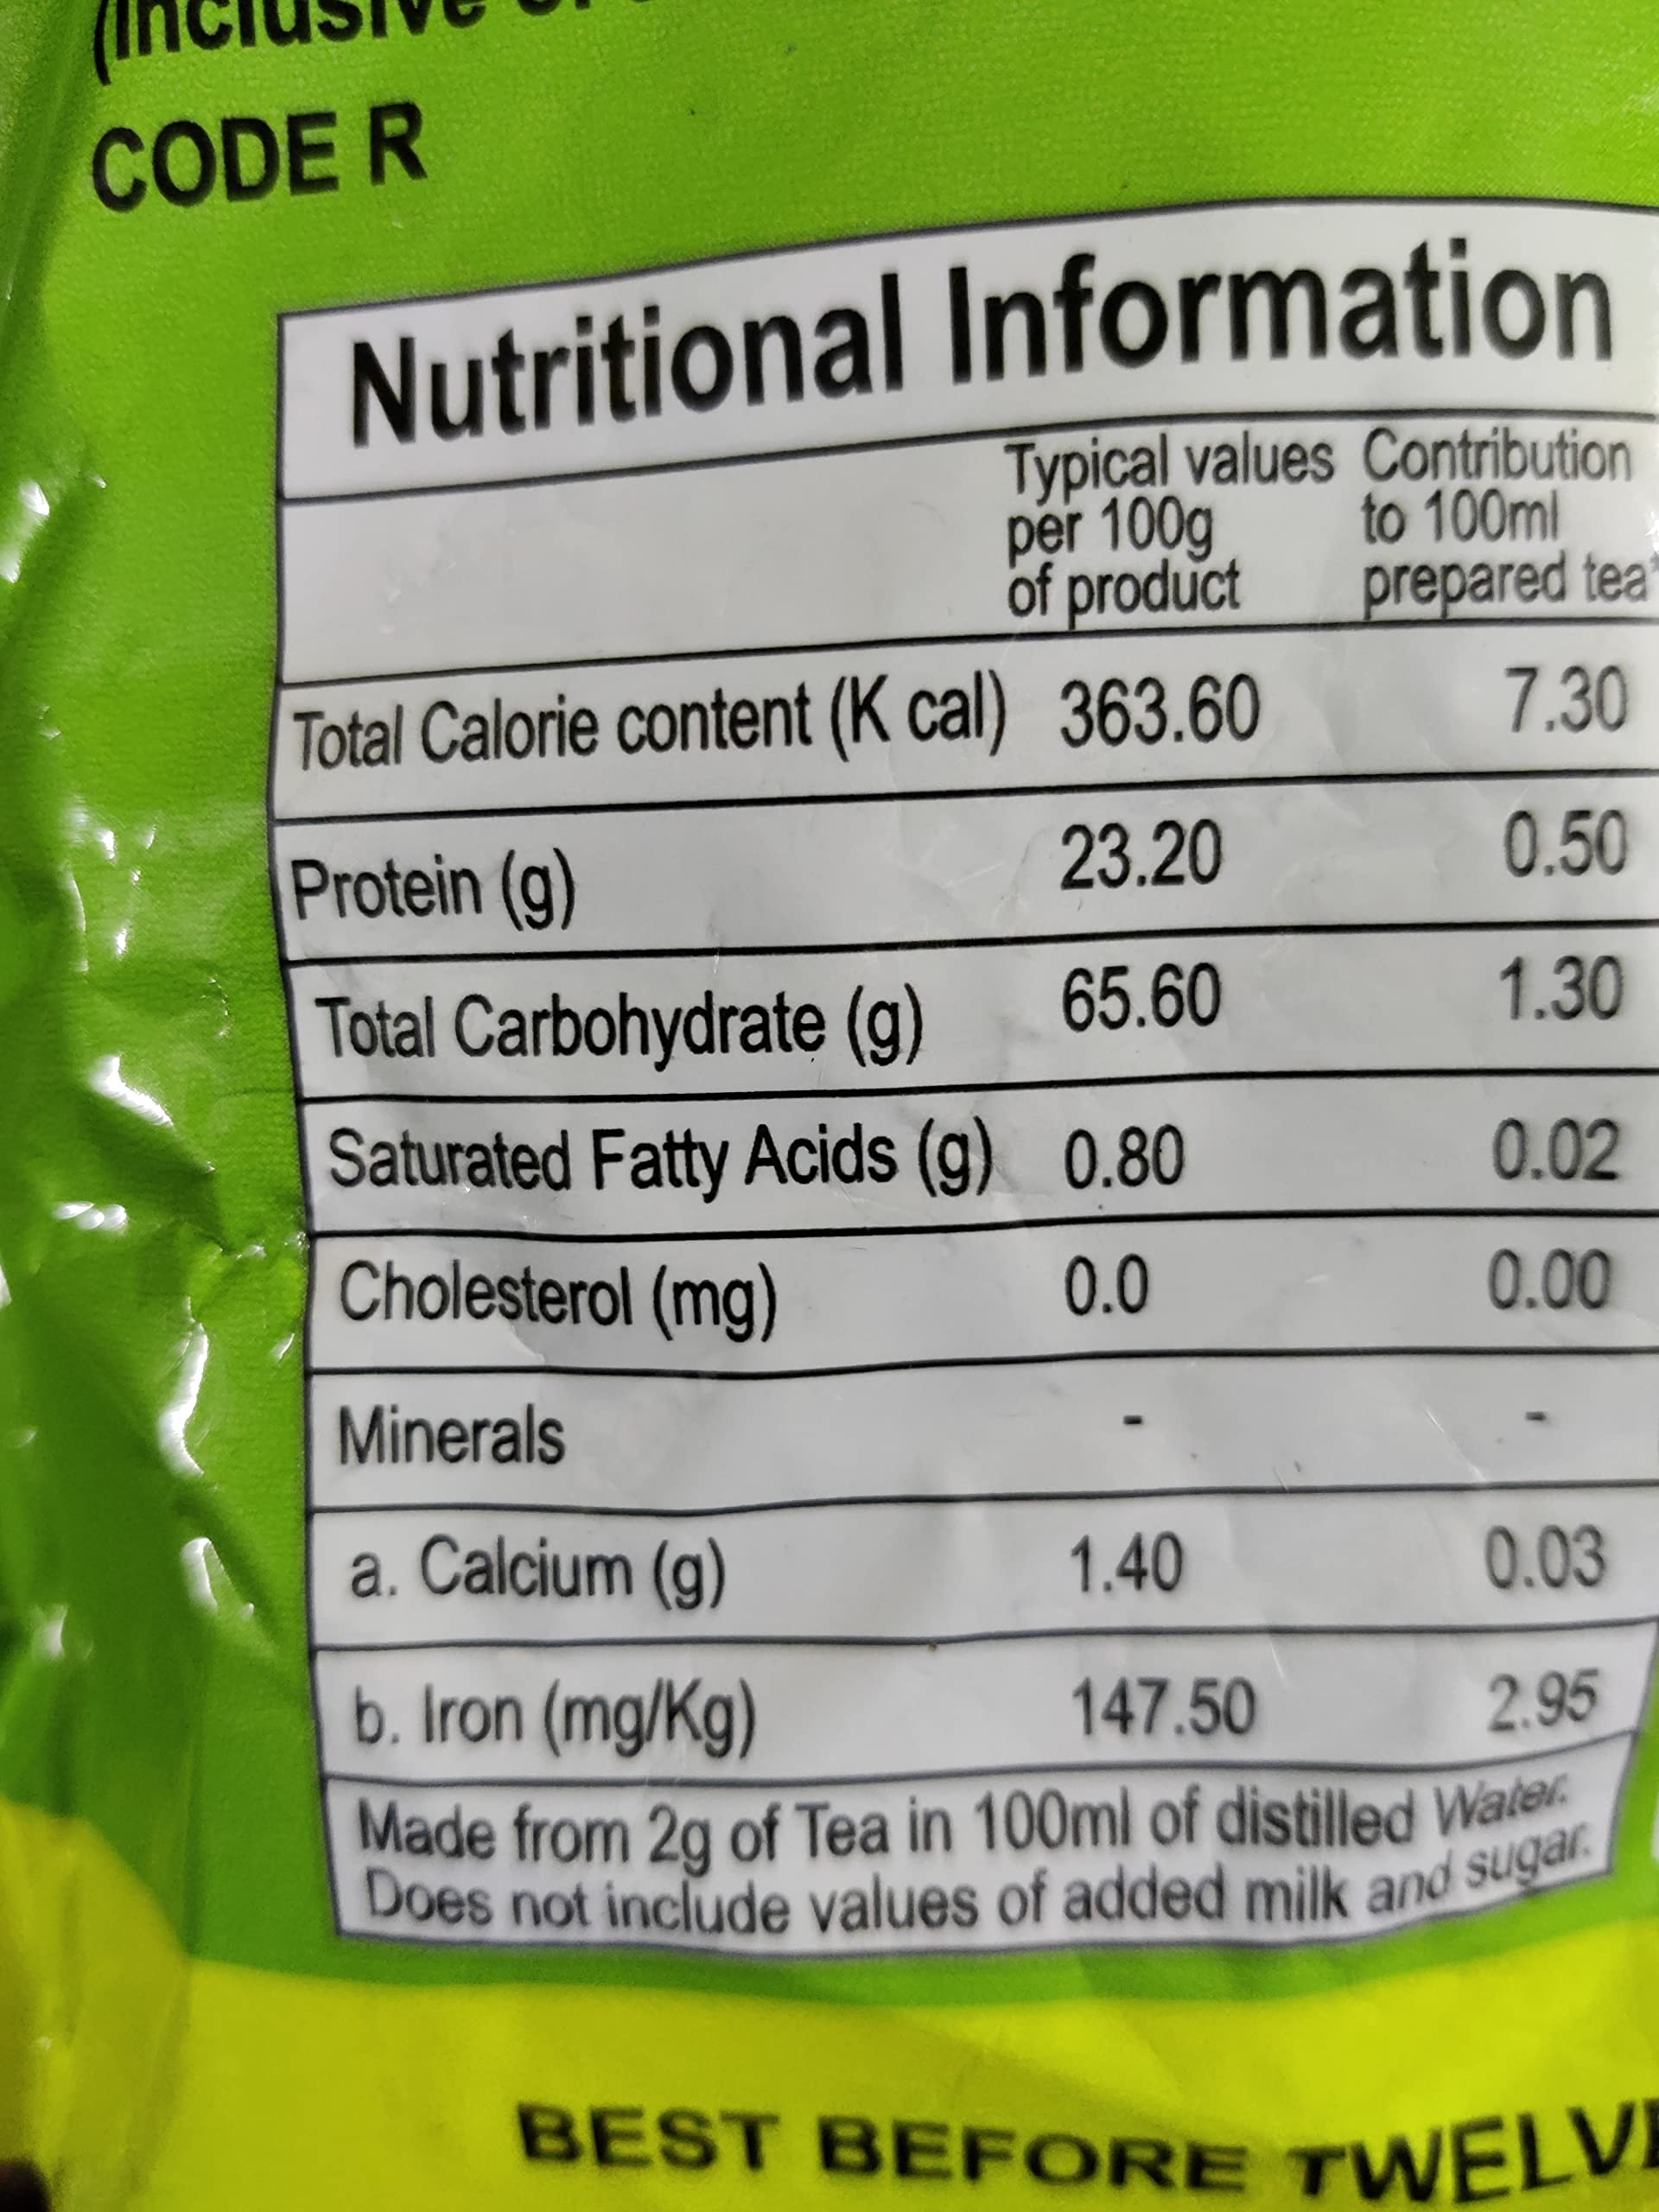 (Inclusive
CODE R
Nutritional Information
Typical values Contribution
per 100g to 100ml
of product prepared tea*
Total Calorie content (K cal) 363.60 7.30
Protein (g) 23.20 0.50
Total Carbohydrate (g) 65.60 1.30
Saturated Fatty Acids (g) 0.80 0.02
Cholesterol (mg) 0.0 0.00
Minerals - -
a. Calcium (g) 1.40 0.03
b. Iron (mg/Kg) 147.50 2.95
Made from 2g of Tea in 100ml of distilled Water.
Does not include values of added milk and sugar.
BEST BEFORE